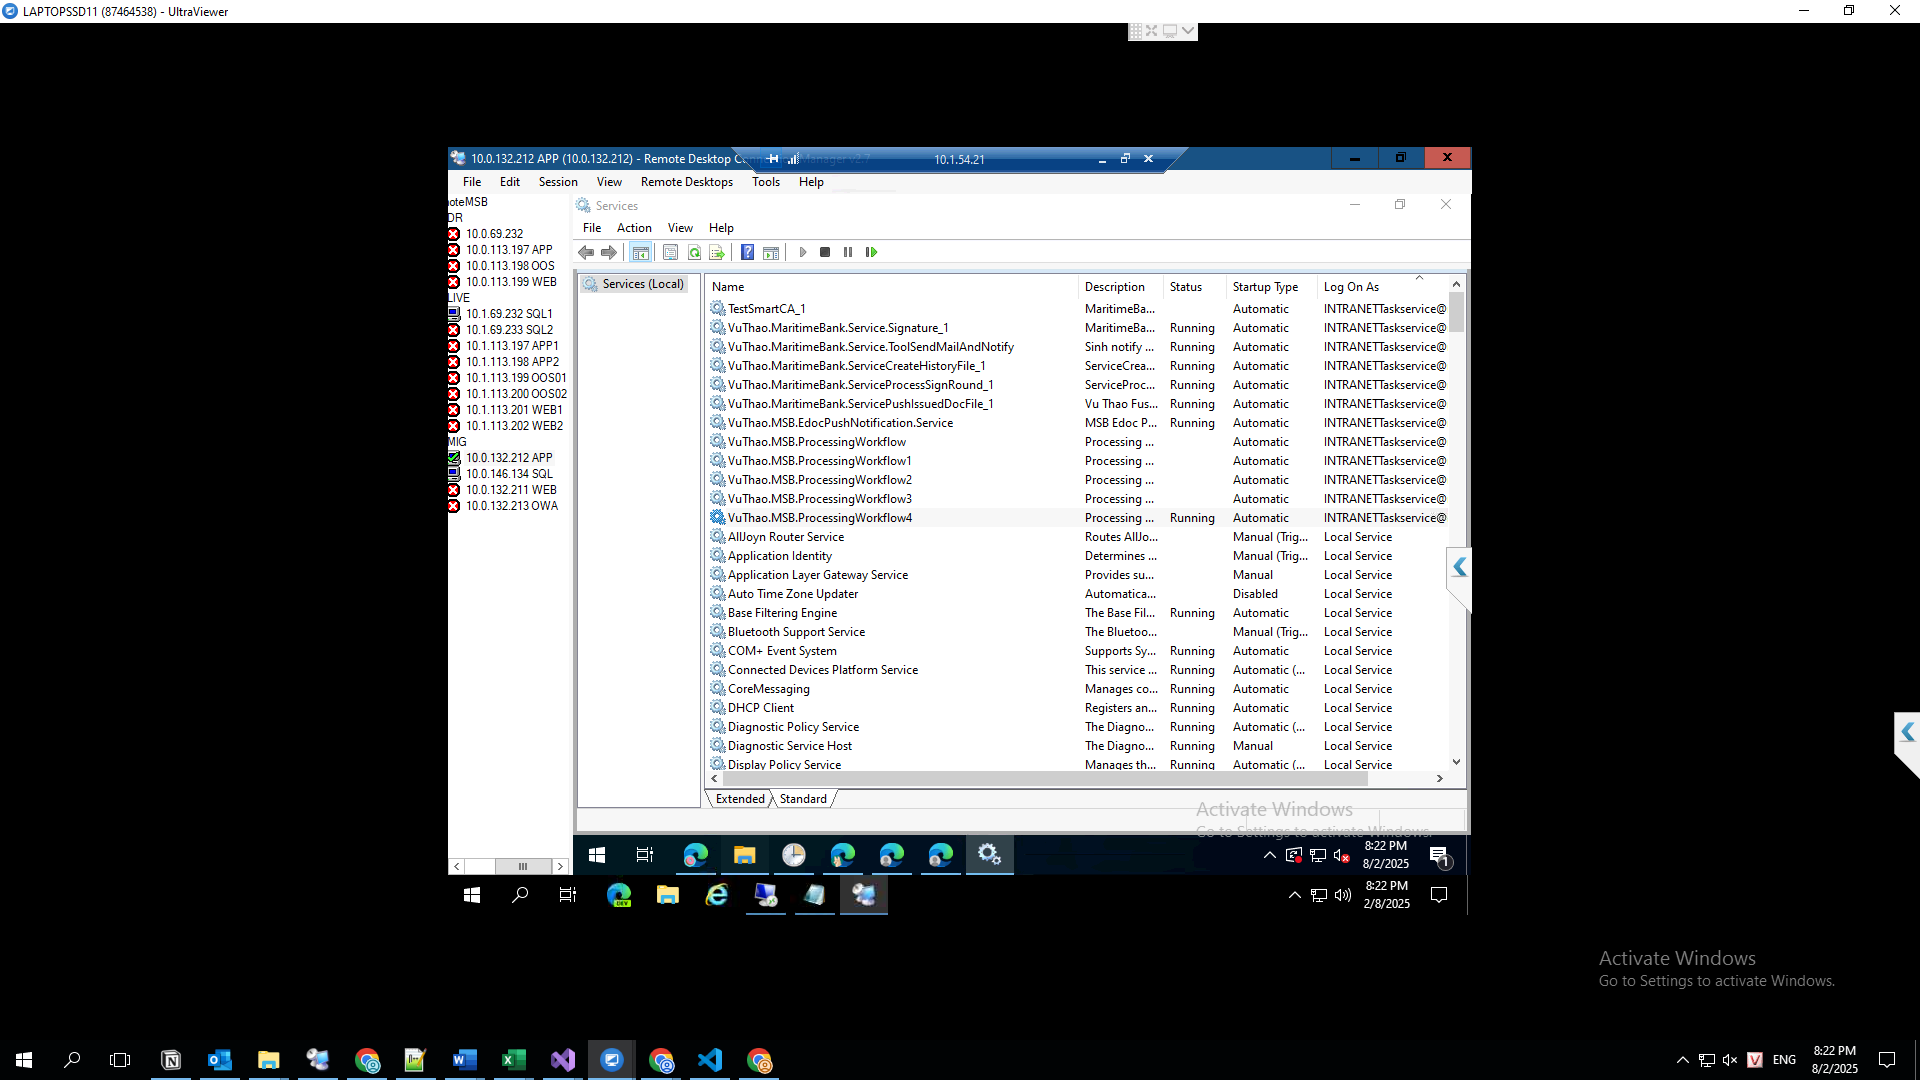 LAPTOPSSD11 (87464538) - UltraViewer
10.0.132.212 APP (10.0.132.212) - Remote Desktop Connection Manager v2.7
10.1.54.21
File Edit Session View Remote Desktops Tools Help
oteMSB
DR
10.0.69.232
10.0.113.197 APP
10.0.113.198 OOS
10.0.113.199 WEB
LIVE
10.1.69.232 SQL1
10.1.69.233 SQL2
10.1.113.197 APP1
10.1.113.198 APP2
10.1.113.199 OOS01
10.1.113.200 OOS02
10.1.113.201 WEB1
10.1.113.202 WEB2
MIG
10.0.132.212 APP
10.0.146.134 SQL
10.0.132.211 WEB
10.0.132.213 OWA
Services
File Action View Help
Services (Local)
Name Description Status Startup Type Log On As
TestSmartCA_1 MaritimeBa... Automatic INTRANETTaskservice@
VuThao.MaritimeBank.Service.Signature_1 MaritimeBa... Running Automatic INTRANETTaskservice@
VuThao.MaritimeBank.Service.ToolSendMailAndNotify Sinh notify ... Running Automatic INTRANETTaskservice@
VuThao.MaritimeBank.ServiceCreateHistoryFile_1 ServiceCrea... Running Automatic INTRANETTaskservice@
VuThao.MaritimeBank.ServiceProcessSignRound_1 ServiceProc... Running Automatic INTRANETTaskservice@
VuThao.MaritimeBank.ServicePushIssuedDocFile_1 Vu Thao Fus... Running Automatic INTRANETTaskservice@
VuThao.MSB.EdocPushNotification.Service MSB Edoc P... Running Automatic INTRANETTaskservice@
VuThao.MSB.ProcessingWorkflow Processing ... Automatic INTRANETTaskservice@
VuThao.MSB.ProcessingWorkflow1 Processing ... Automatic INTRANETTaskservice@
VuThao.MSB.ProcessingWorkflow2 Processing ... Automatic INTRANETTaskservice@
VuThao.MSB.ProcessingWorkflow3 Processing ... Automatic INTRANETTaskservice@
VuThao.MSB.ProcessingWorkflow4 Processing ... Running Automatic INTRANETTaskservice@
AllJoyn Router Service Routes AllJo... Manual (Trig... Local Service
Application Identity Determines ... Manual (Trig... Local Service
Application Layer Gateway Service Provides su... Manual Local Service
Auto Time Zone Updater Automatica... Disabled Local Service
Base Filtering Engine The Base Fil... Running Automatic Local Service
Bluetooth Support Service The Bluetoo... Manual (Trig... Local Service
COM+ Event System Supports Sy... Running Automatic Local Service
Connected Devices Platform Service This service ... Running Automatic (... Local Service
CoreMessaging Manages co... Running Automatic Local Service
DHCP Client Registers an... Running Automatic Local Service
Diagnostic Policy Service The Diagno... Running Automatic (... Local Service
Diagnostic Service Host The Diagno... Running Manual Local Service
Display Policy Service Manages th... Running Automatic (... Local Service
Extended Standard
Activate Windows
Go to Settings to activate Windows.
8:22 PM
8/2/2025
1
8:22 PM
2/8/2025
Activate Windows
Go to Settings to activate Windows.
ENG
8:22 PM
8/2/2025